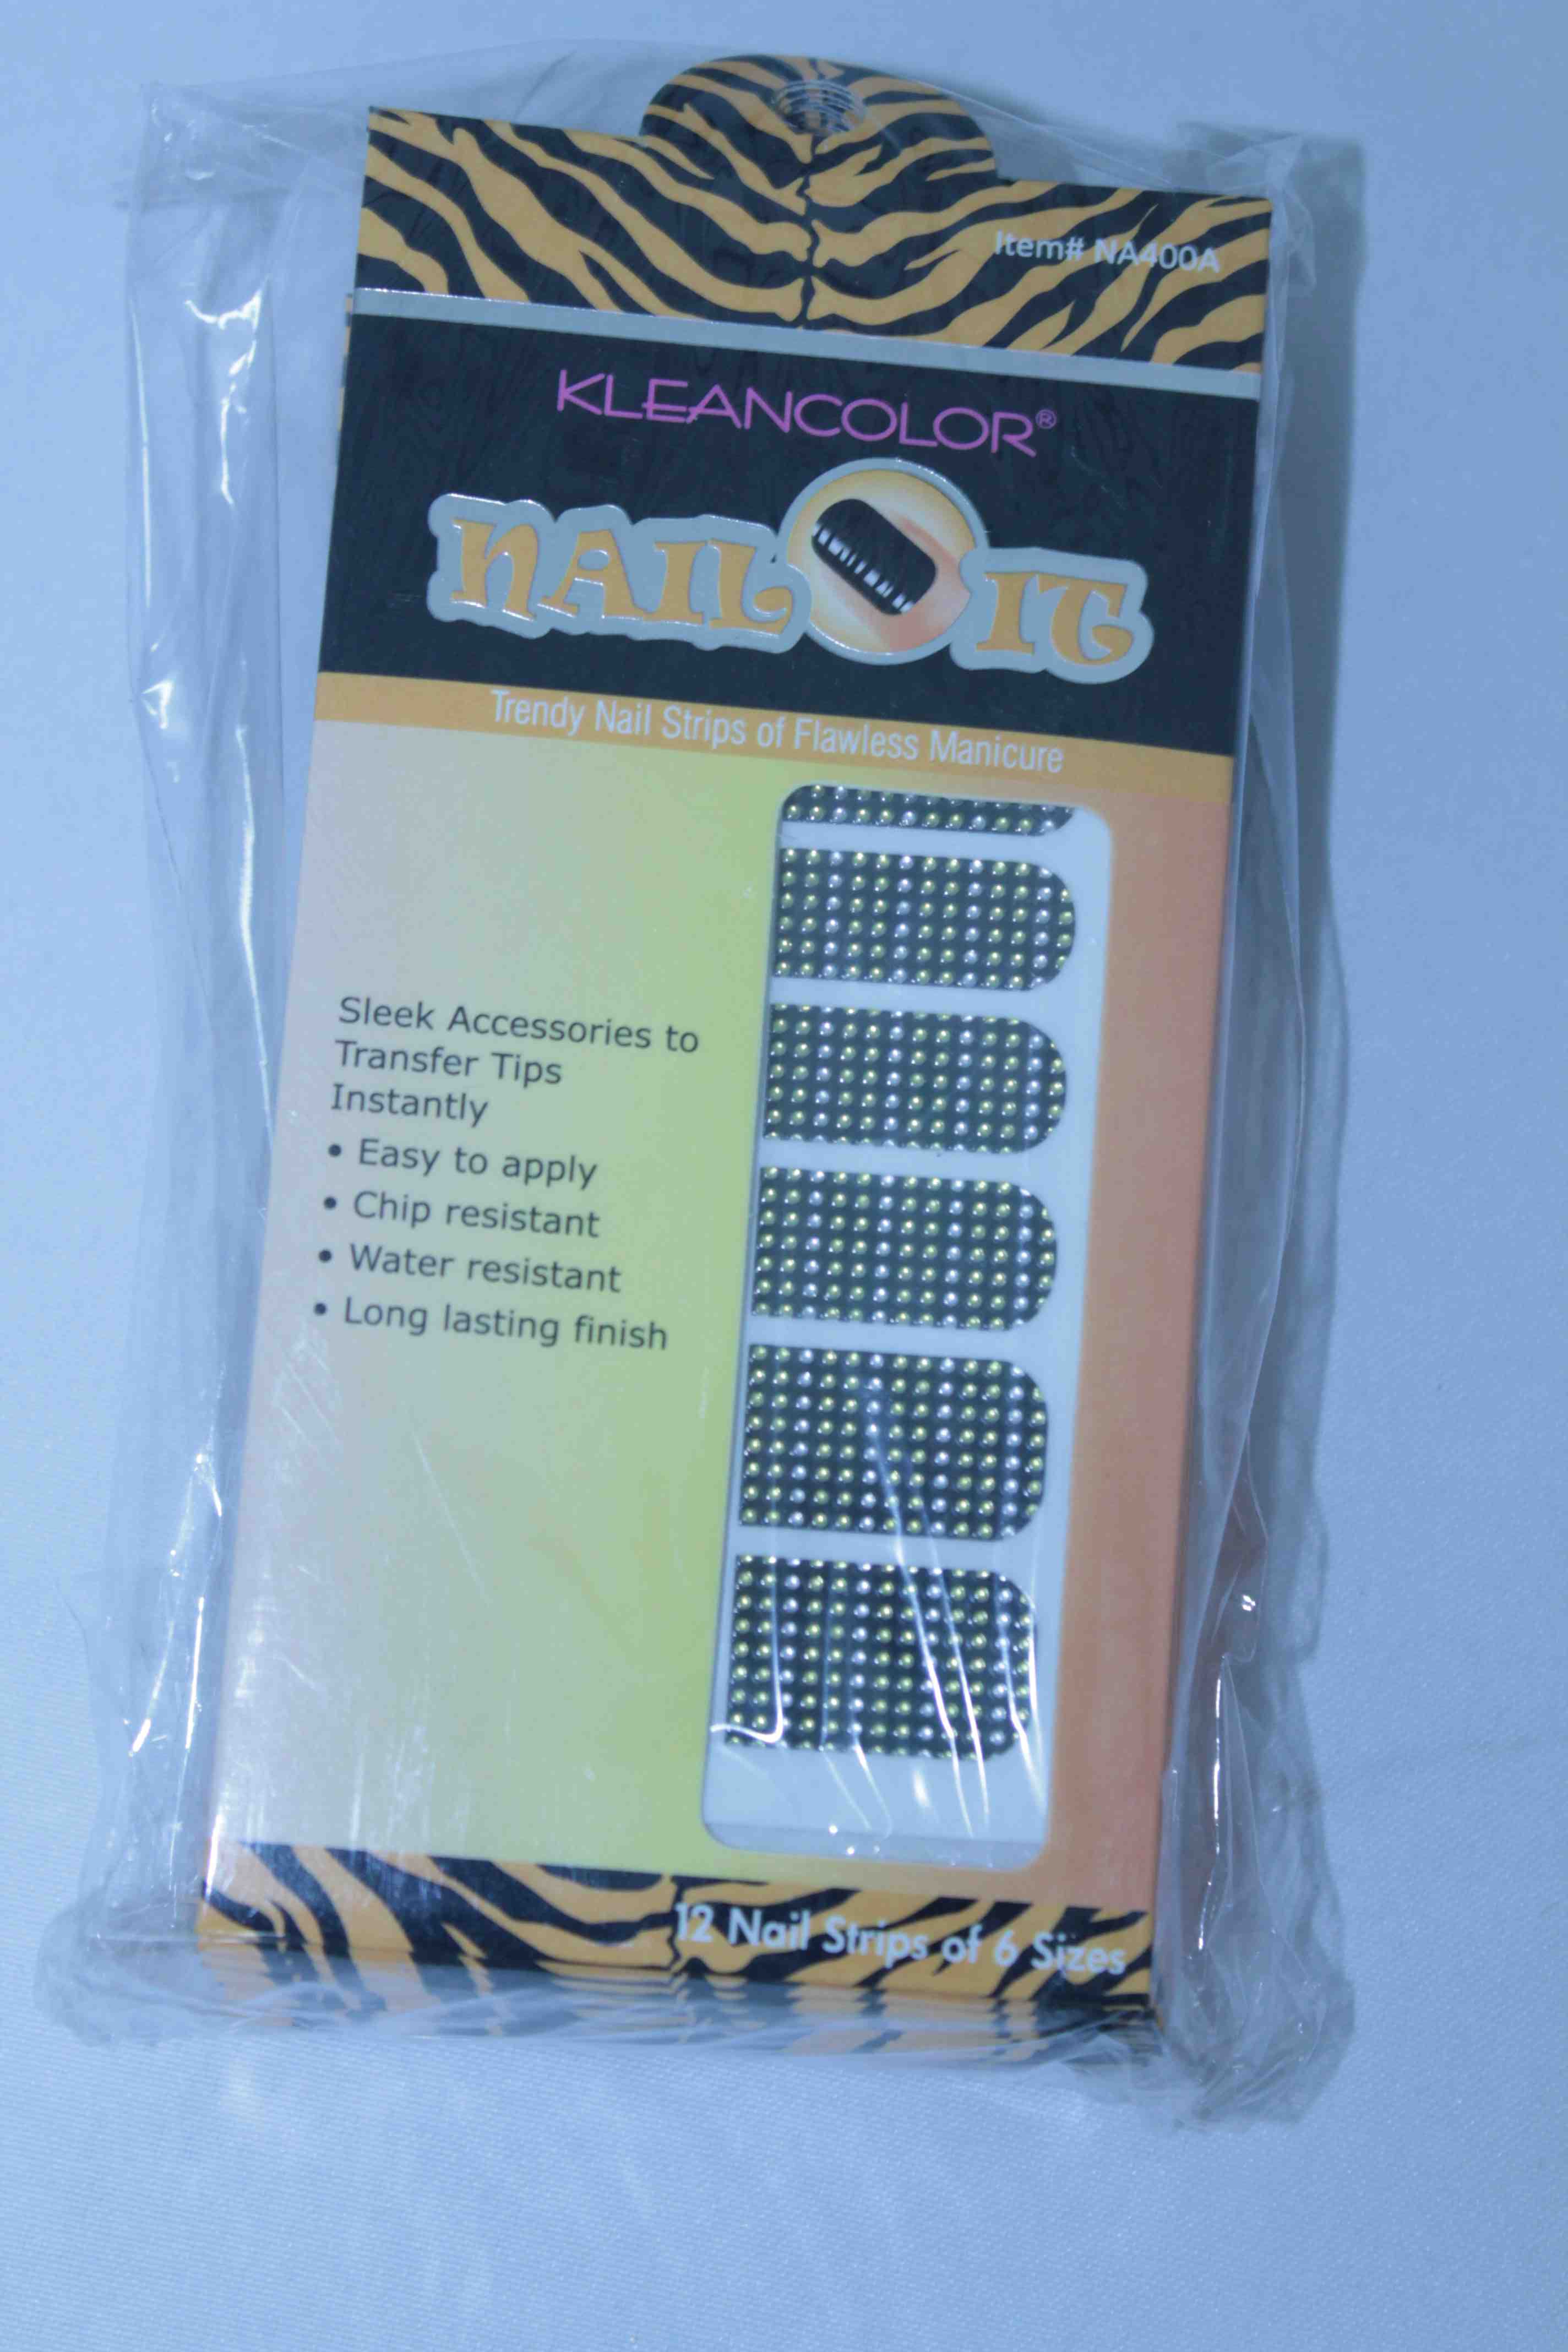 Item# NA400A
KLEANCOLOR®
NAIL IT
Trendy Nail Strips of Flawless Manicure
Sleek Accessories to
Transfer Tips
Instantly
• Easy to apply
• Chip resistant
• Water resistant
• Long lasting finish
12 Nail Strips of 6 Sizes